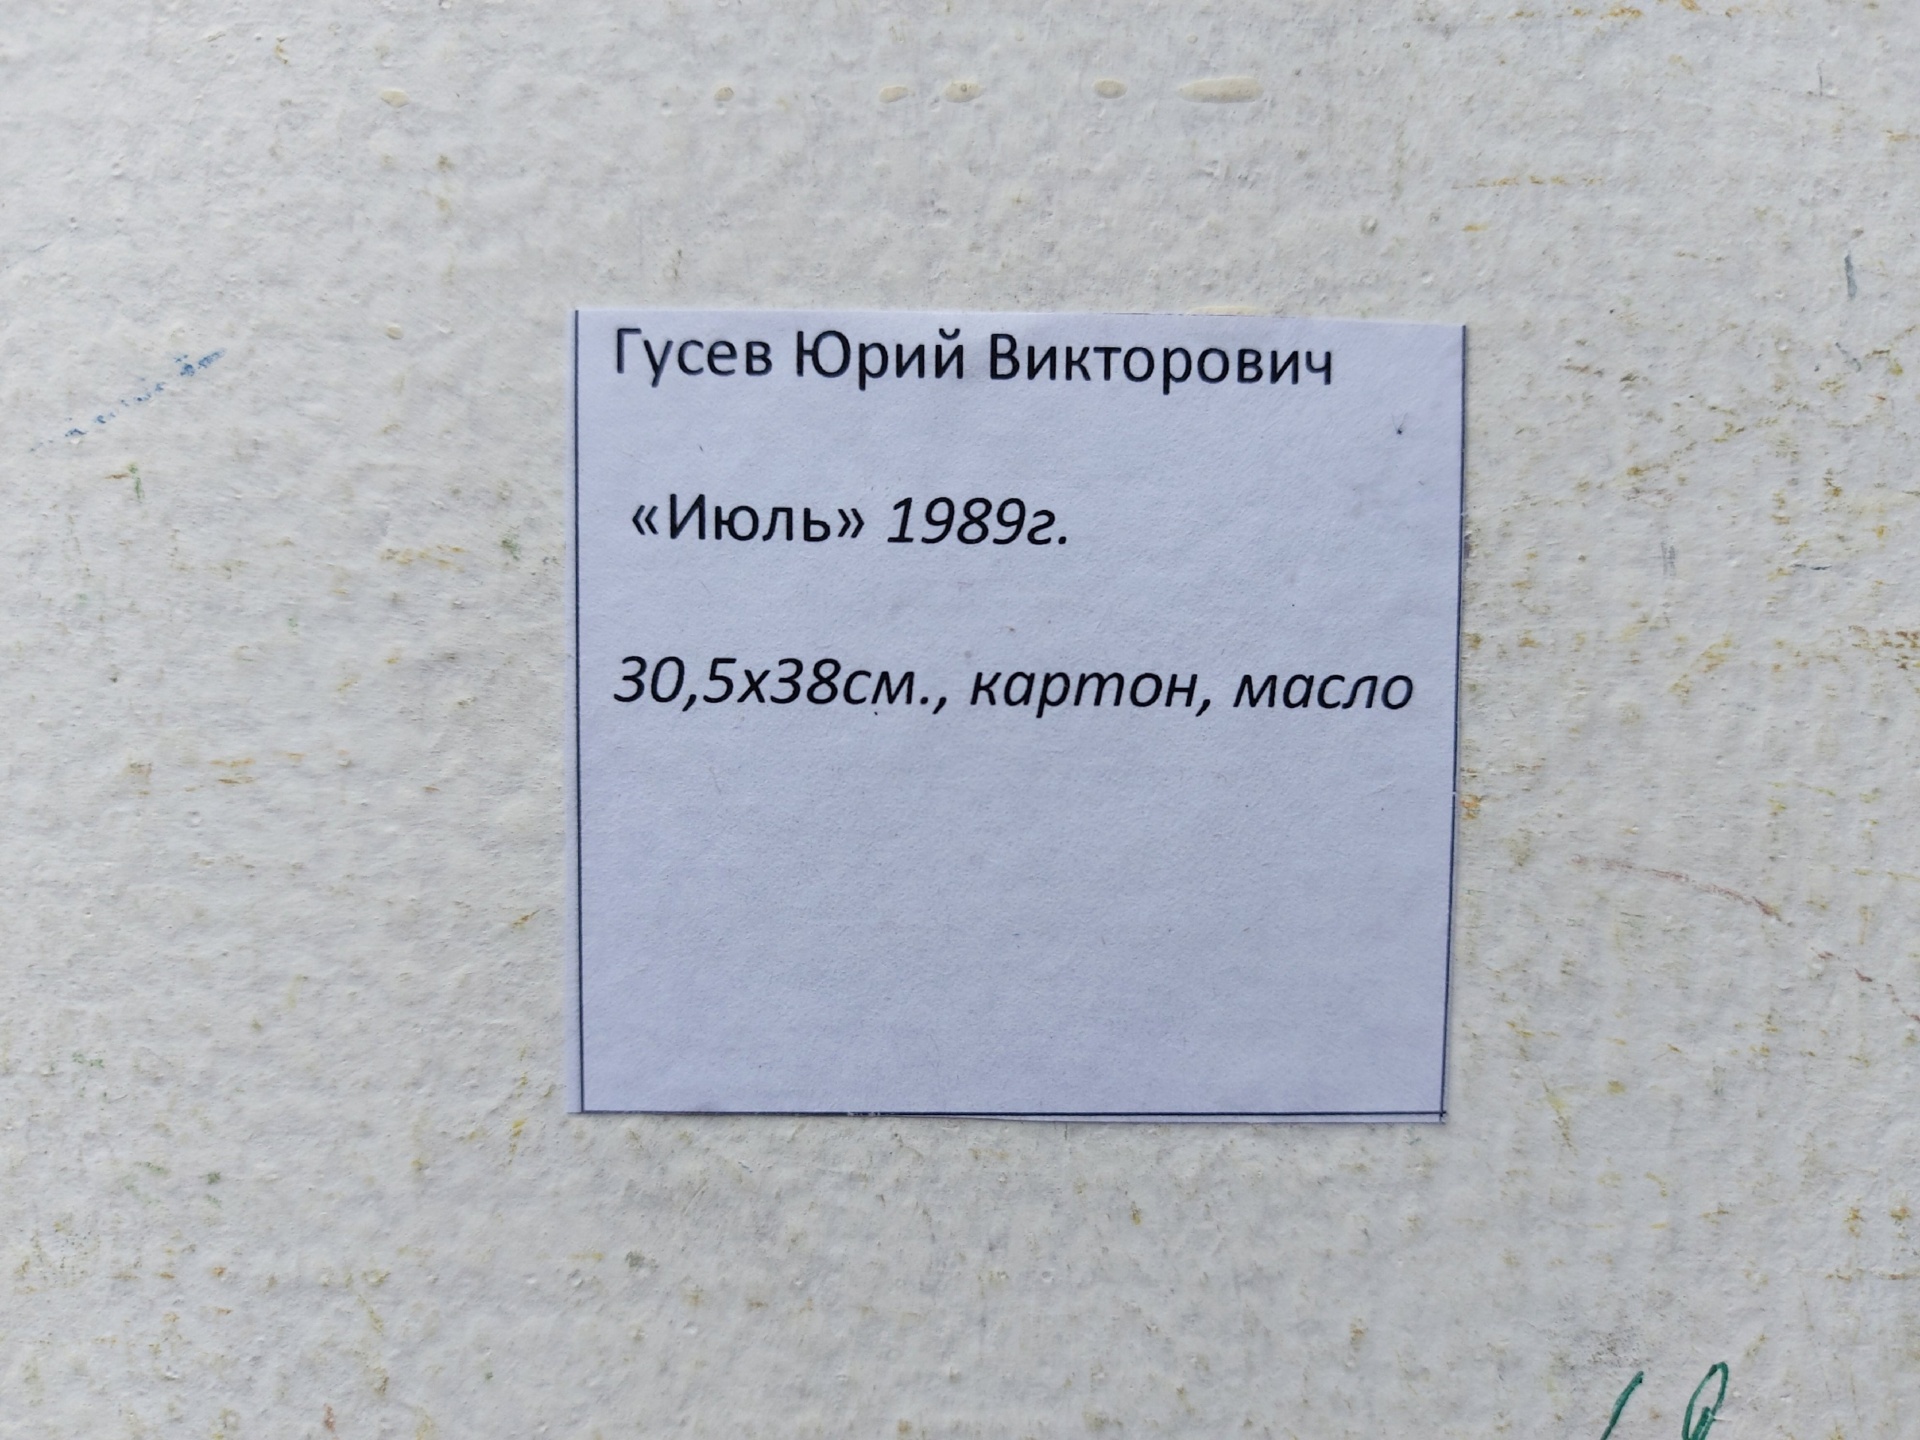 Гусев Юрий Викторович
«Июль» 1989г.
30,5х38см., картон, масло